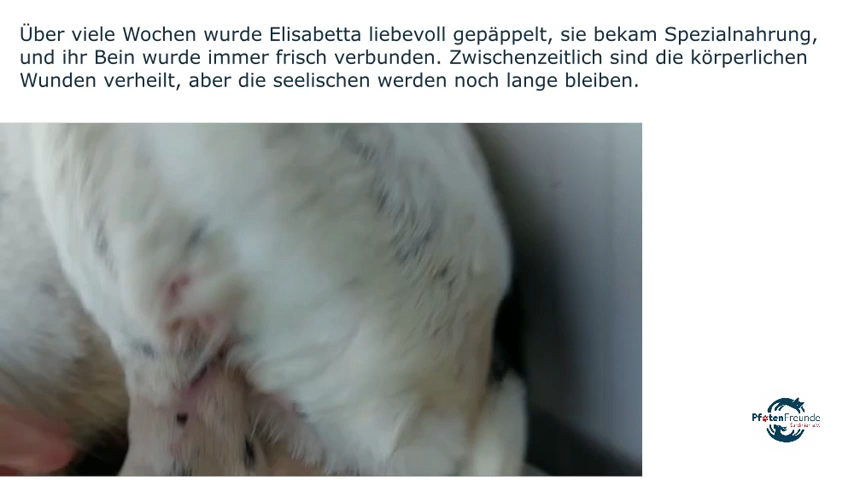 Über viele Wochen wurde Elisabetta liebevoll gepäppelt, sie bekam Spezialnahrung,
und ihr Bein wurde immer frisch verbunden. Zwischenzeitlich sind die körperlichen
Wunden verheilt, aber die seelischen werden noch lange bleiben.
PfotenFreunde